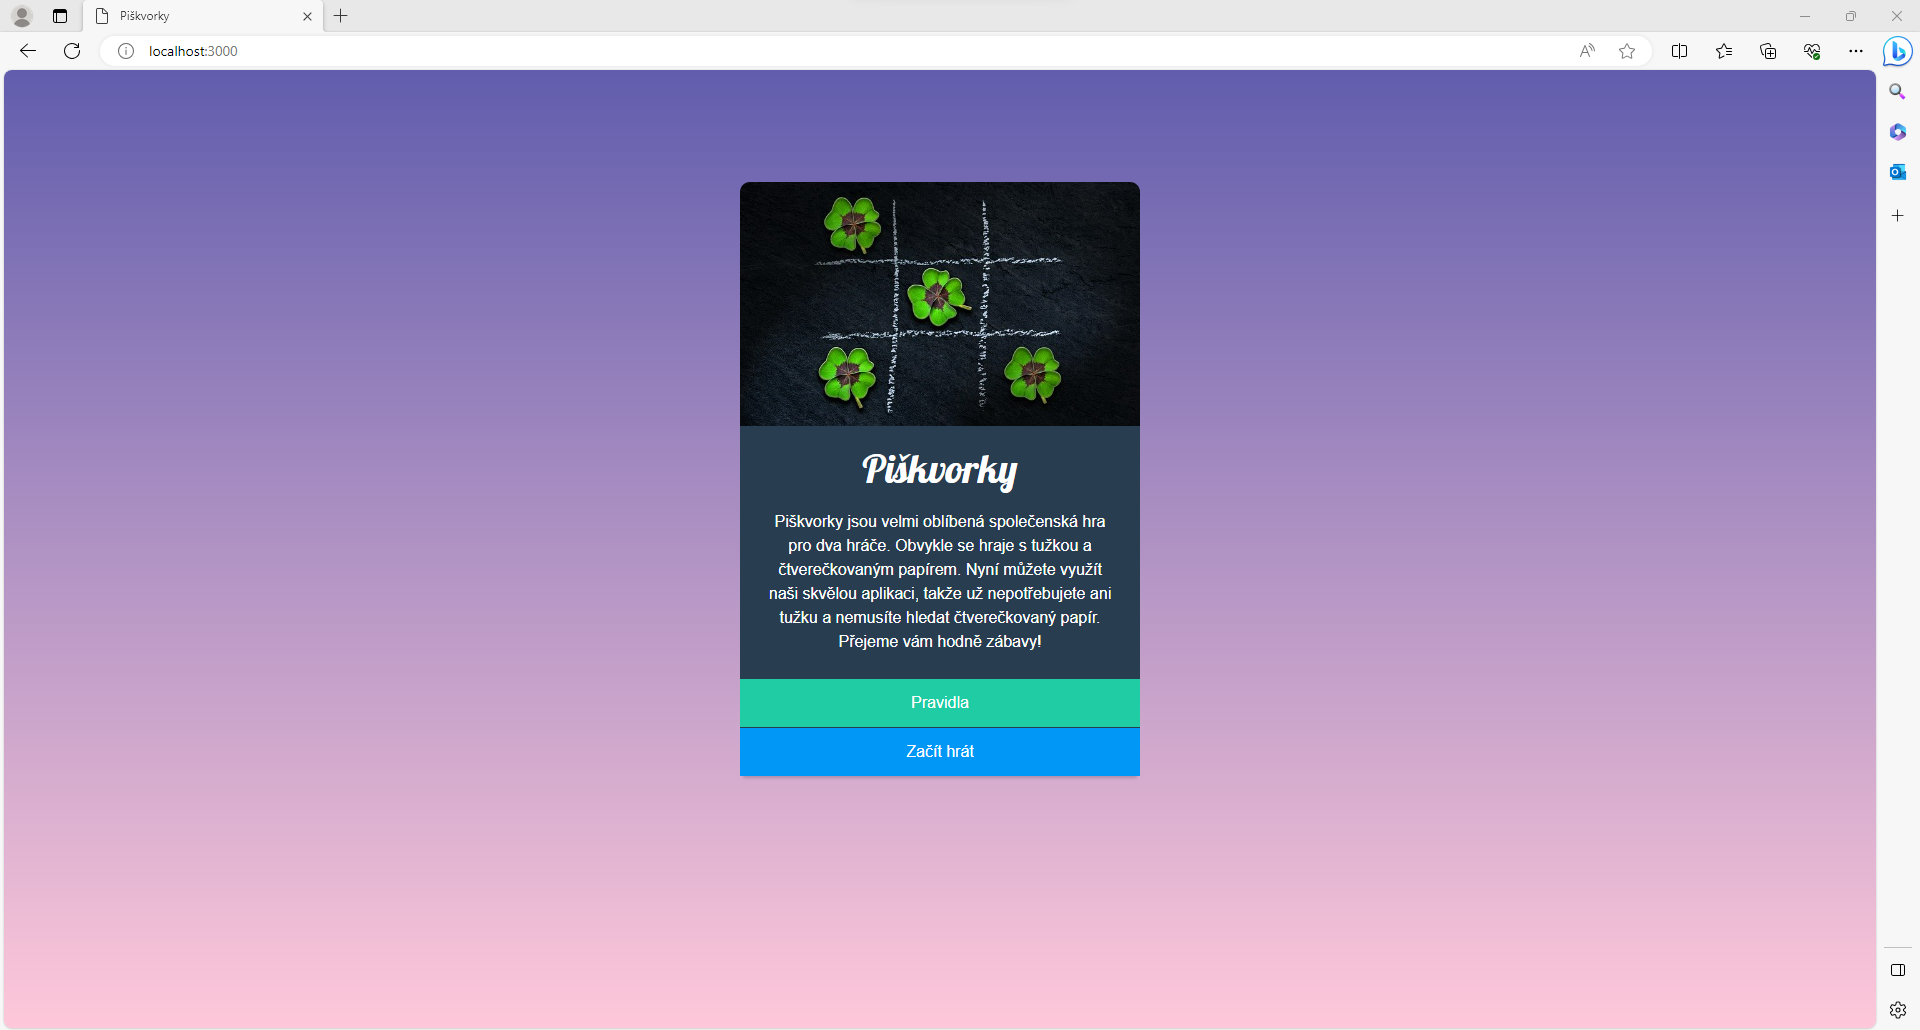 Piškvorky
localhost:3000
Piškvorky
Piškvorky jsou velmi oblíbená společenská hra
pro dva hráče. Obvykle se hraje s tužkou a
čtverečkovaným papírem. Nyní můžete využít
naši skvělou aplikaci, takže už nepotřebujete ani
tužku a nemusíte hledat čtverečkovaný papír.
Přejeme vám hodně zábavy!
Pravidla
Začít hrát